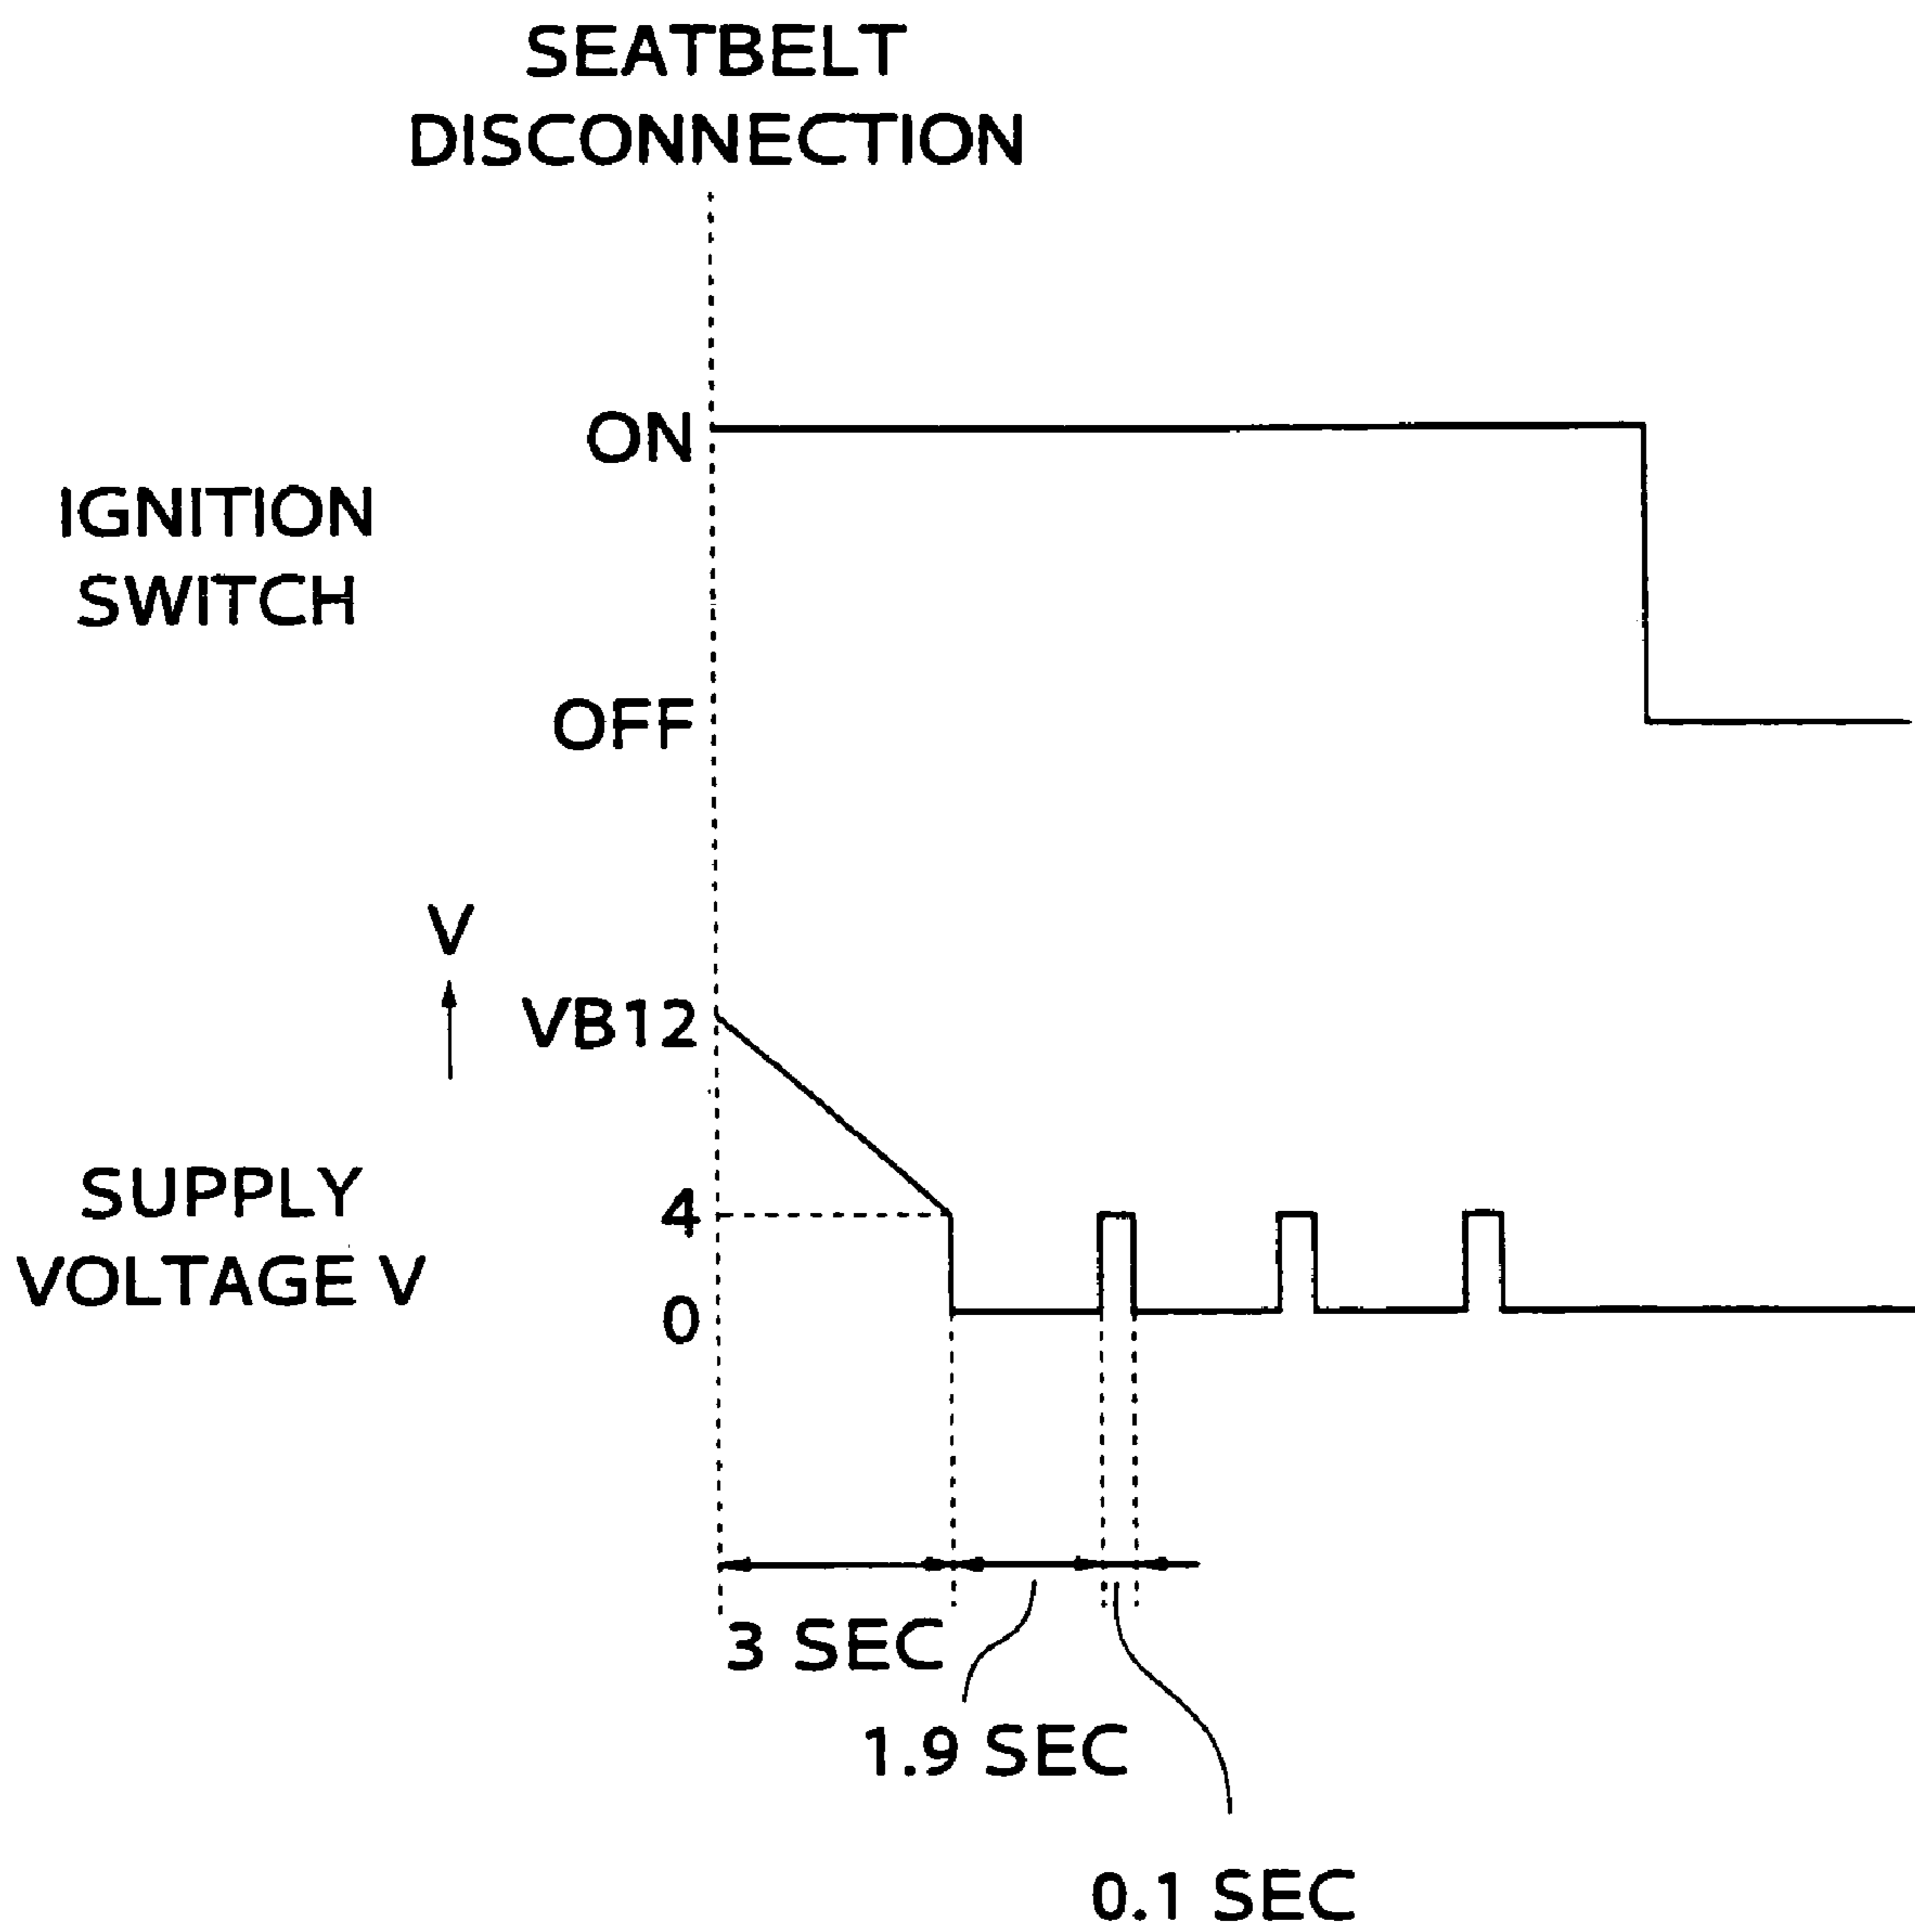 SEATBELT
DISCONNECTION
ON
IGNITION
SWITCH
OFF
V
VB12
SUPPLY
VOLTAGE V
4
0
3 SEC
1.9 SEC
0.1 SEC